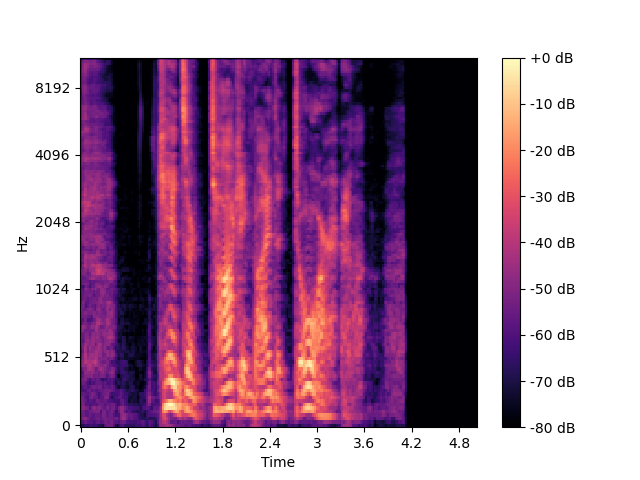 8192
4096
2048
1024
512
0
Hz
0 0.6 1.2 1.8 2.4 3 3.6 4.2 4.8
Time
+0 dB
-10 dB
-20 dB
-30 dB
-40 dB
-50 dB
-60 dB
-70 dB
-80 dB